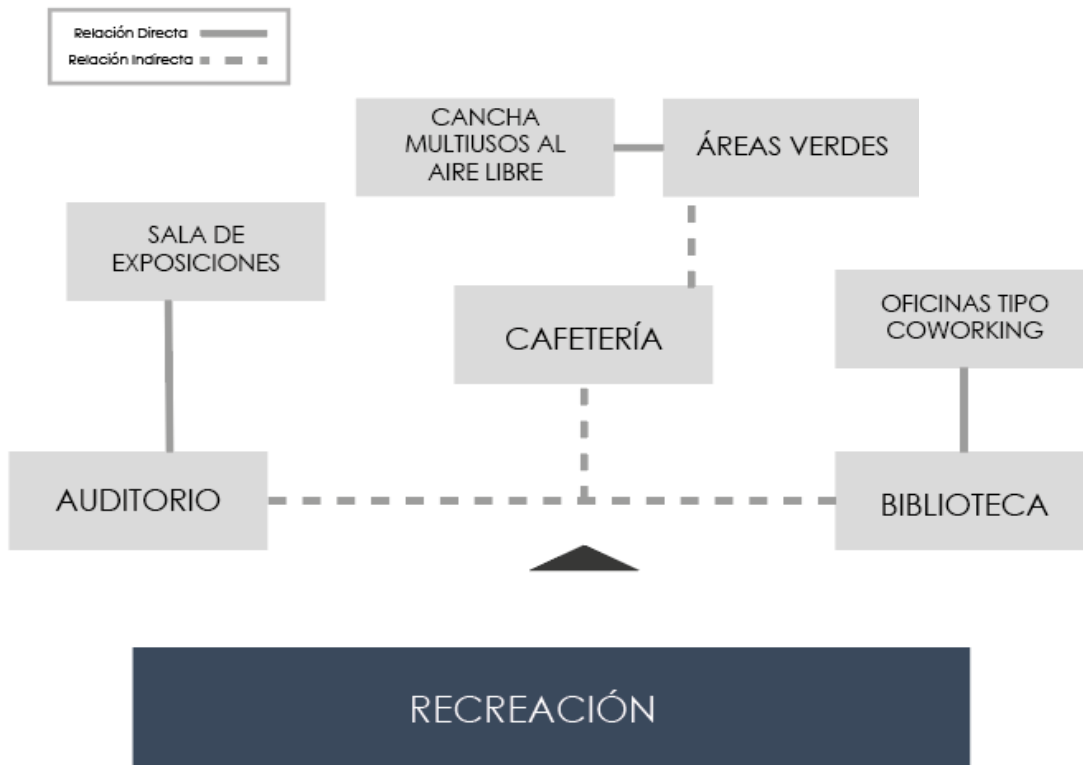 Relación Directa
Relación Indirecta
CANCHA
MULTIUSOS AL
AIRE LIBRE
ÁREAS VERDES
SALA DE
EXPOSICIONES
CAFETERÍA
OFICINAS TIPO
COWORKING
AUDITORIO
BIBLIOTECA
RECREACIÓN